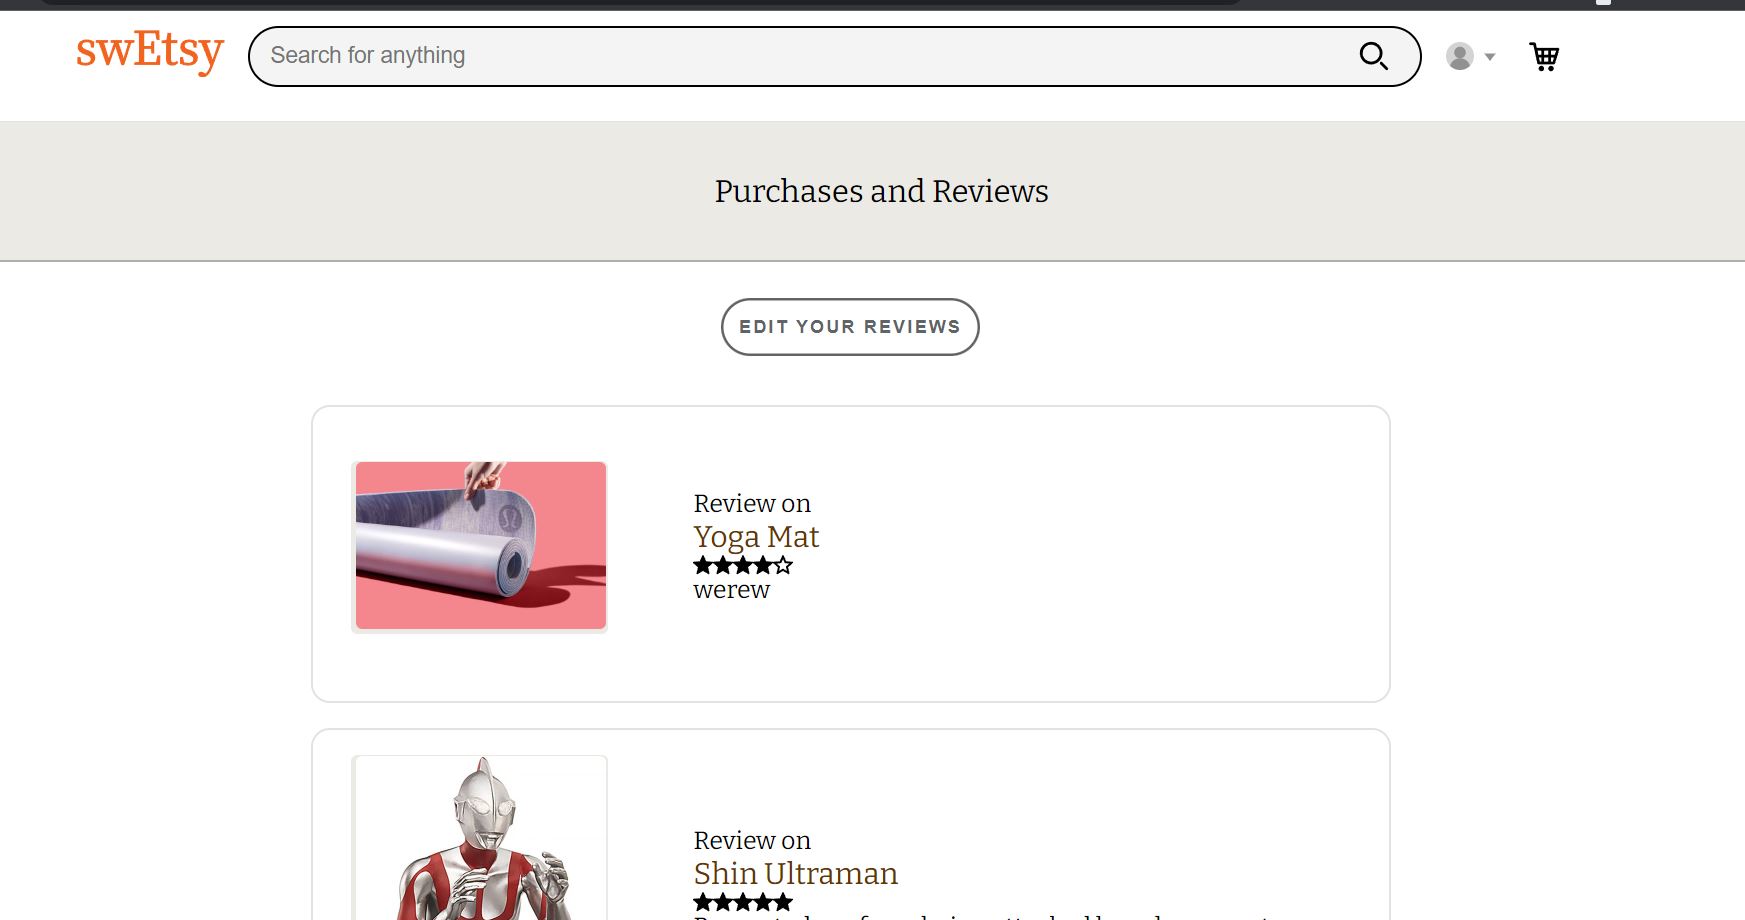 swEtsy
Search for anything
Purchases and Reviews
EDIT YOUR REVIEWS
Review on
Yoga Mat
werew
Review on
Shin Ultraman